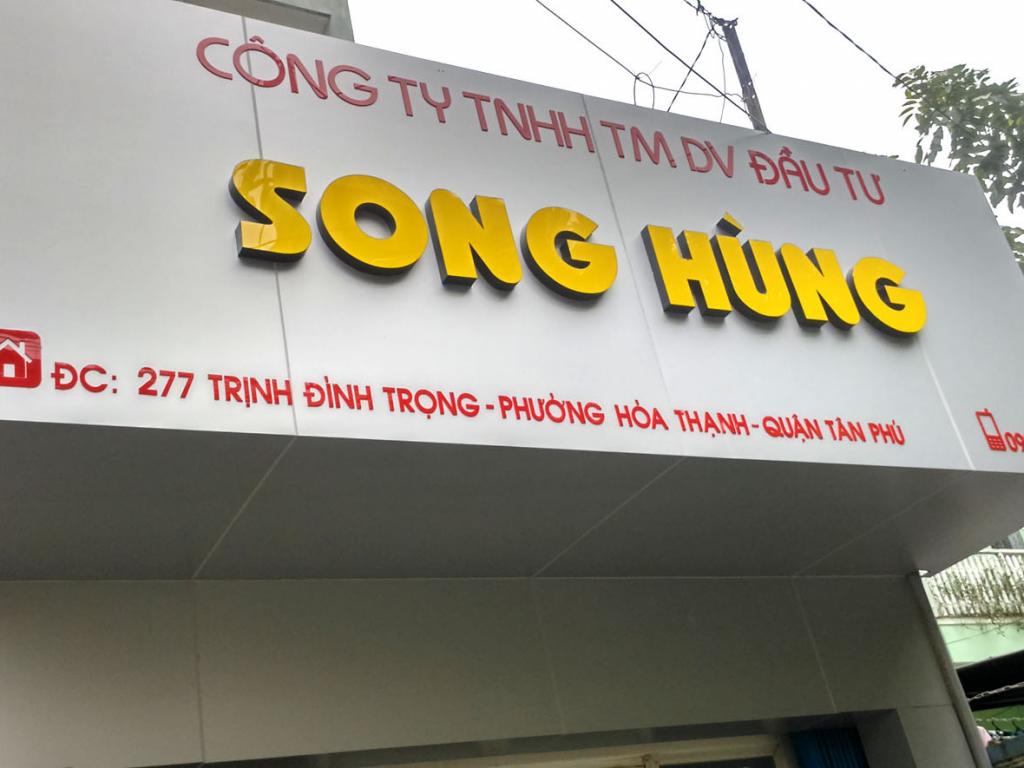 CÔNG TY TNHH TM DV ĐẦU TƯ
SONG HÙNG
ĐC: 277 TRỊNH ĐÌNH TRỌNG - PHƯỜNG HÒA THẠNH - QUẬN TÂN PHÚ
09